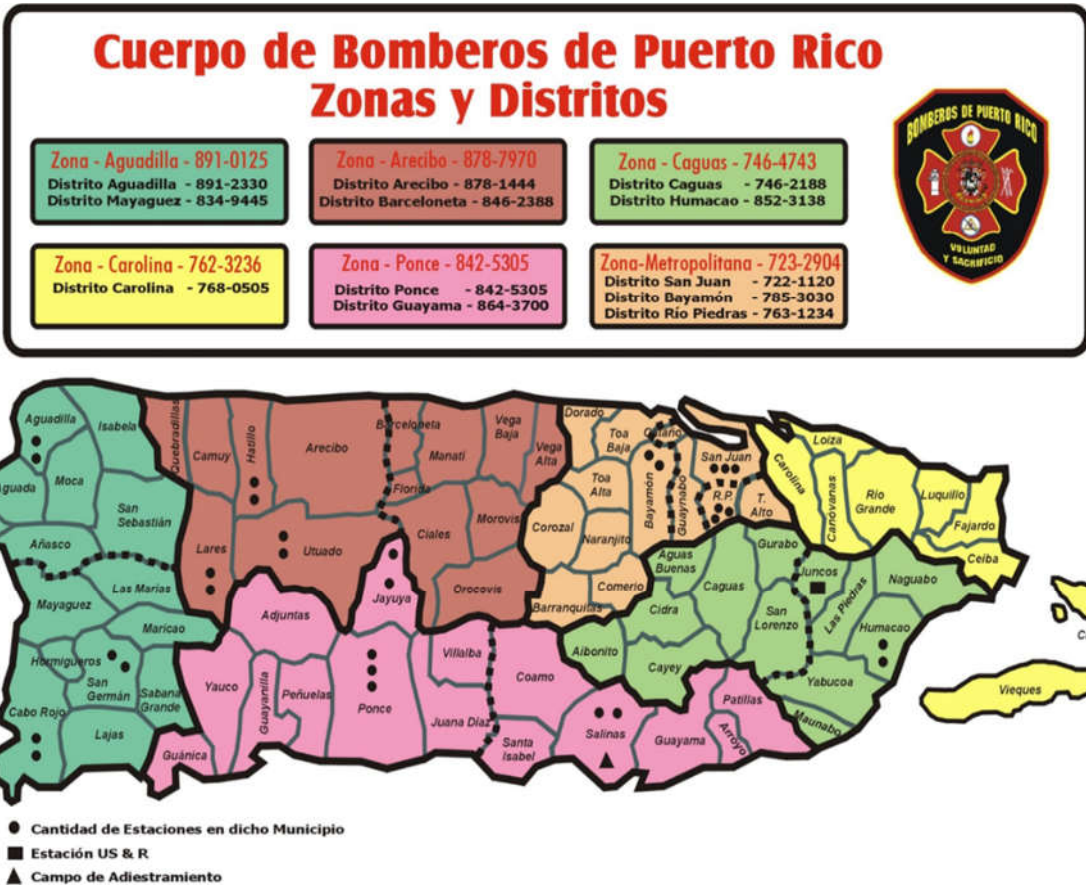 Cuerpo de Bomberos de Puerto Rico
Zonas y Distritos
BOMBEROS DE PUERTO RICO
VOLUNTAD
Y SACRIFICIO
Zona - Aguadilla - 891-0125
Distrito Aguadilla - 891-2330
Distrito Mayaguez - 834-9445
Zona - Arecibo - 878-7970
Distrito Arecibo - 878-1444
Distrito Barceloneta - 846-2388
Zona - Caguas - 746-4743
Distrito Caguas - 746-2188
Distrito Humacao - 852-3138
Zona - Carolina - 762-3236
Distrito Carolina - 768-0505
Zona - Ponce - 842-5305
Distrito Ponce - 842-5305
Distrito Guayama - 864-3700
Zona-Metropolitana - 723-2904
Distrito San Juan - 722-1120
Distrito Bayamón - 785-3030
Distrito Río Piedras - 763-1234
Aguadilla
Isabela
Moca
Aguada
San
Sebastián
Añasco
Las Marías
Mayaguez
Maricao
Hormigueros
San
Germán
Sabana
Grande
Cabo Rojo
Lajas
Quebradillas
Camuy
Hatillo
Arecibo
Barceloneta
Manatí
Vega
Baja
Vega
Alta
Florida
Ciales
Morovis
Lares
Utuado
Orocovis
Jayuya
Adjuntas
Yauco
Guayanilla
Peñuelas
Ponce
Villalba
Juana Díaz
Coamo
Santa
Isabel
Salinas
Guayama
Arroyo
Patillas
Guánica
Dorado
Toa
Baja
Cataño
San Juan
Toa
Alta
Bayamón
Guaynabo
R.P.
T.
Alto
Corozal
Naranjito
Comerio
Barranquitas
Aguas
Buenas
Gurabo
Caguas
Juncos
Las Piedras
Naguabo
Cidra
San
Lorenzo
Humacao
Aibonito
Cayey
Yabucoa
Maunabo
Carolina
Loiza
Canóvanas
Río
Grande
Luquillo
Fajardo
Ceiba
Vieques
Cantidad de Estaciones en dicho Municipio
Estación US & R
Campo de Adiestramiento